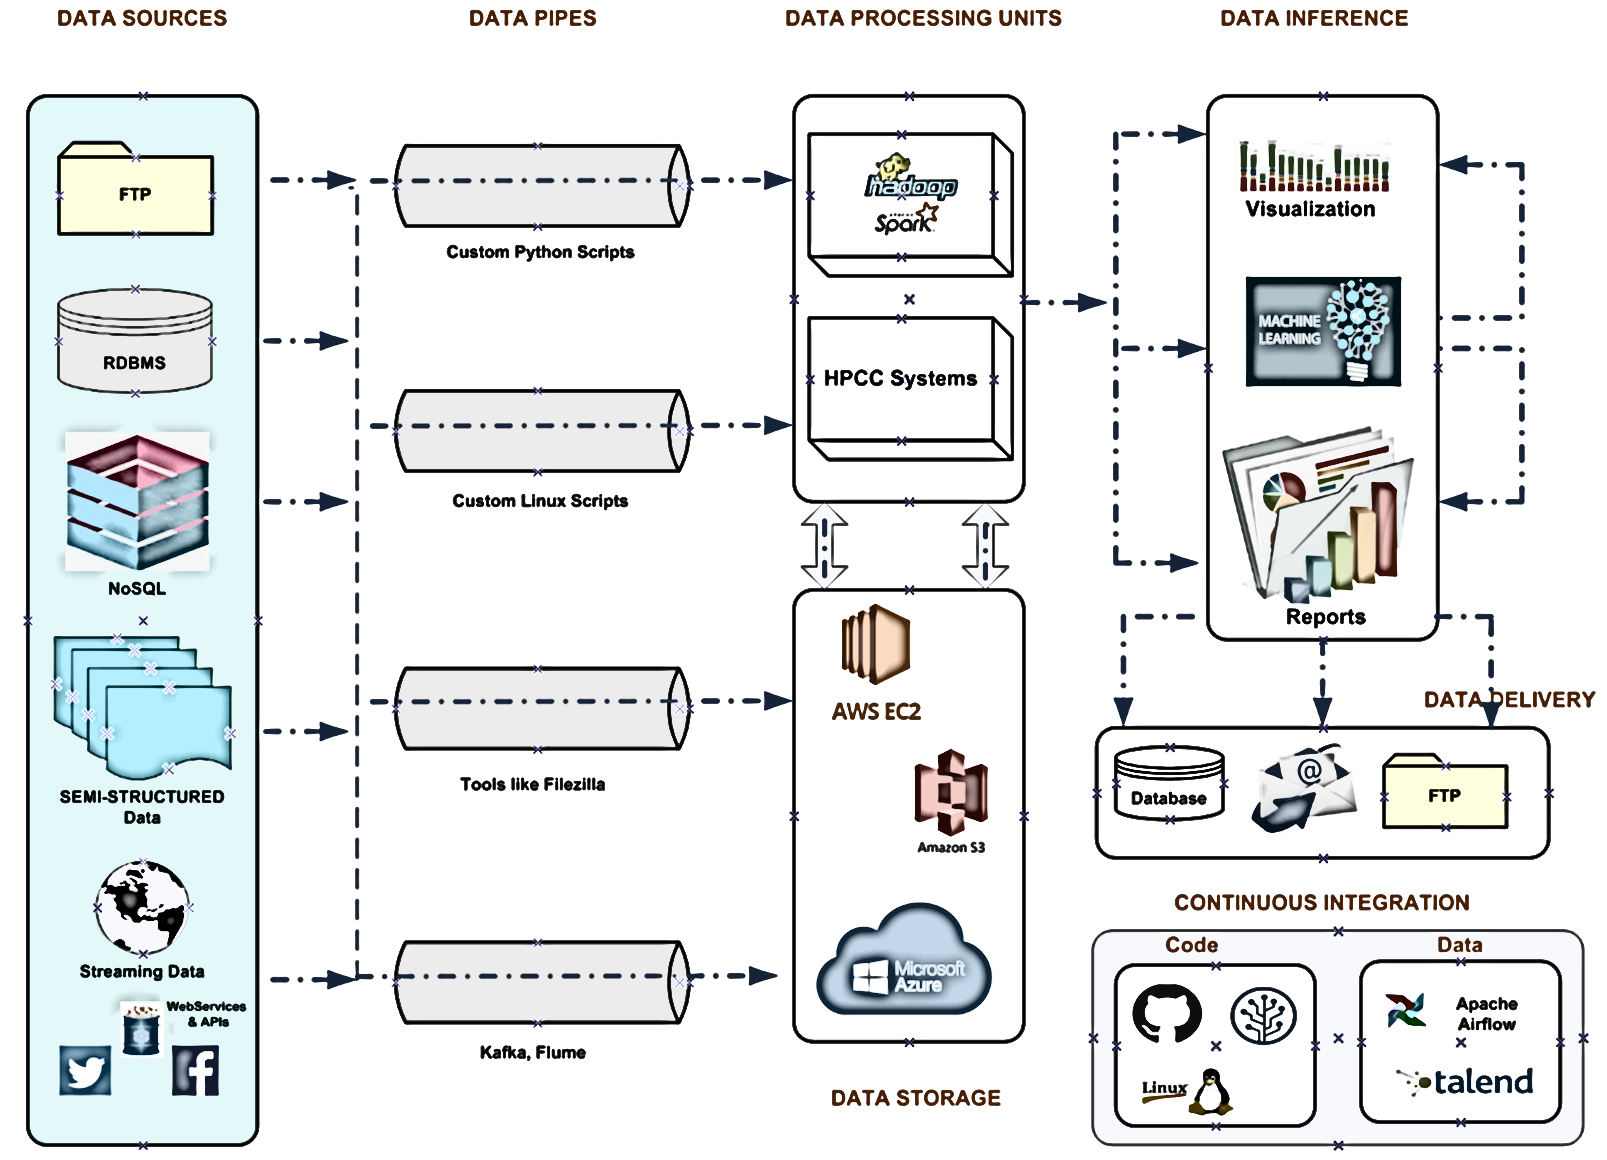 DATA SOURCES
DATA PIPES
DATA PROCESSING UNITS
DATA INFERENCE
FTP
RDBMS
NoSQL
SEMI-STRUCTURED
Data
Streaming Data
WebServices
& APIs
Custom Python Scripts
Custom Linux Scripts
Tools like Filezilla
Kafka, Flume
hadoop
APACHE
Spark
HPCC Systems
AWS EC2
Amazon S3
Microsoft
Azure
DATA STORAGE
Visualization
MACHINE
LEARNING
Reports
DATA DELIVERY
Database
@
FTP
CONTINUOUS INTEGRATION
Code
Linux
Data
Apache
Airflow
talend